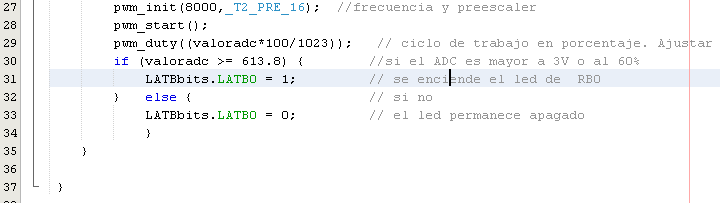 27 pwm_init(8000,_T2_PRE_16); //frecuencia y preescaler
28 pwm_start();
29 pwm_duty((valoradc*100/1023)); // ciclo de trabajo en porcentaje. Ajustar
30 if (valoradc >= 613.8) { //si el ADC es mayor a 3V o al 60%
31 LATBbits.LATB0 = 1; // se enciende el led de RB0
32 } else { // si no
33 LATBbits.LATB0 = 0; // el led permanece apagado
34 }
35 }
36
37 }